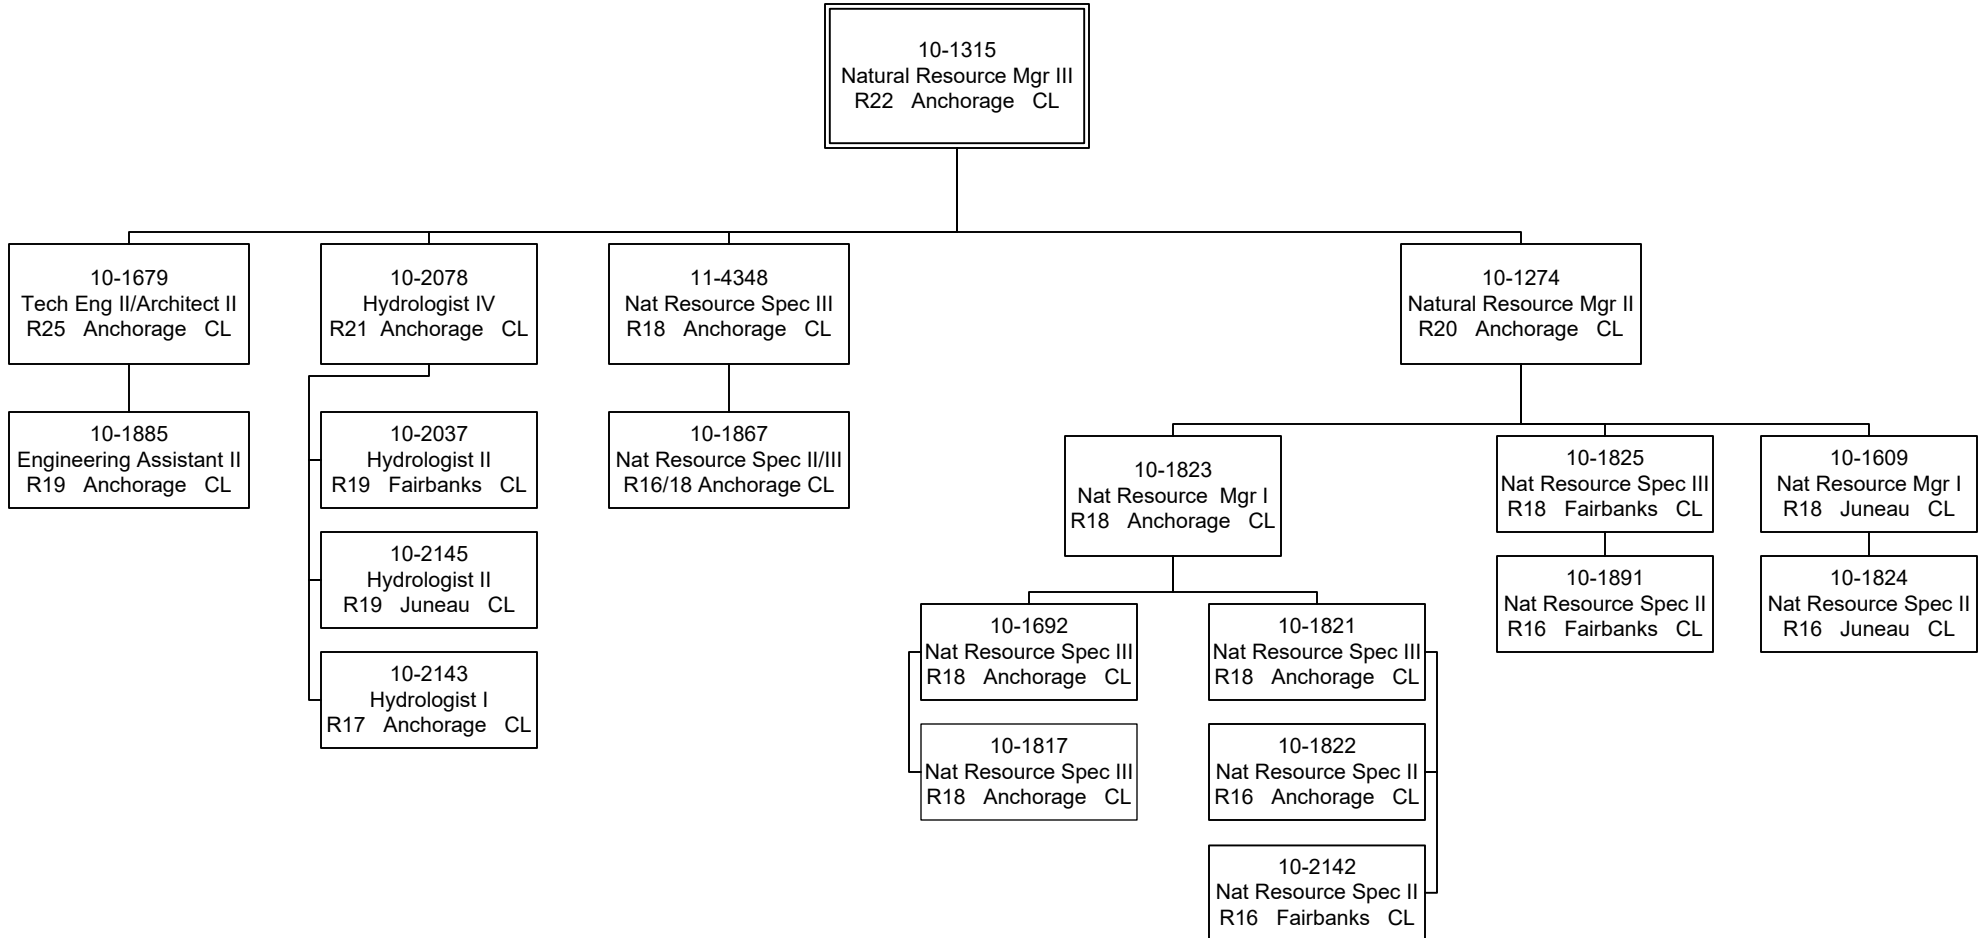 10-1315
Natural Resource Mgr III
R22 Anchorage CL
10-1679
Tech Eng II/Architect II
R25 Anchorage CL
10-2078
Hydrologist IV
R21 Anchorage CL
11-4348
Nat Resource Spec III
R18 Anchorage CL
10-1274
Natural Resource Mgr II
R20 Anchorage CL
10-1885
Engineering Assistant II
R19 Anchorage CL
10-2037
Hydrologist II
R19 Fairbanks CL
10-2145
Hydrologist II
R19 Juneau CL
10-2143
Hydrologist I
R17 Anchorage CL
10-1867
Nat Resource Spec II/III
R16/18 Anchorage CL
10-1823
Nat Resource Mgr I
R18 Anchorage CL
10-1692
Nat Resource Spec III
R18 Anchorage CL
10-1817
Nat Resource Spec III
R18 Anchorage CL
10-1821
Nat Resource Spec III
R18 Anchorage CL
10-1822
Nat Resource Spec II
R16 Anchorage CL
10-2142
Nat Resource Spec II
R16 Fairbanks CL
10-1825
Nat Resource Spec III
R18 Fairbanks CL
10-1891
Nat Resource Spec II
R16 Fairbanks CL
10-1609
Nat Resource Mgr I
R18 Juneau CL
10-1824
Nat Resource Spec II
R16 Juneau CL